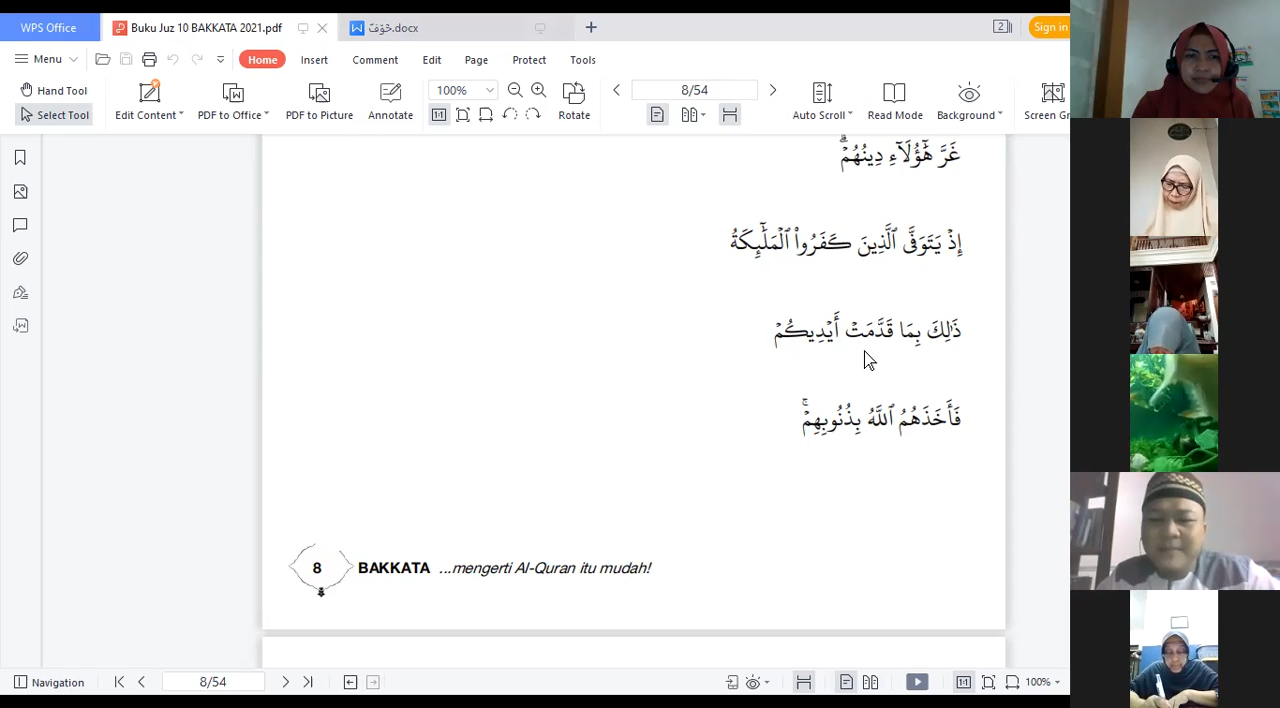 WPS Office
Buku Juz 10 BAKKATA 2021.pdf
خَوْفٌ.docx
2
Sign in
Menu
Home
Insert
Comment
Edit
Page
Protect
Tools
Hand Tool
Select Tool
Edit Content
PDF to Office
PDF to Picture
Annotate
100%
Rotate
8/54
Auto Scroll
Read Mode
Background
Screen Gr
غَرَّ هَٰٓؤُلَآءِ دِينُهُمْۗ
إِذْ يَتَوَفَّى ٱلَّذِينَ كَفَرُوا۟ ٱلْمَلَٰٓئِكَةُ
ذَٰلِكَ بِمَا قَدَّمَتْ أَيْدِيكُمْ
فَأَخَذَهُمُ ٱللَّهُ بِذُنُوبِهِمْۚ
8 BAKKATA ...mengerti Al-Quran itu mudah!
Navigation
8/54
100%